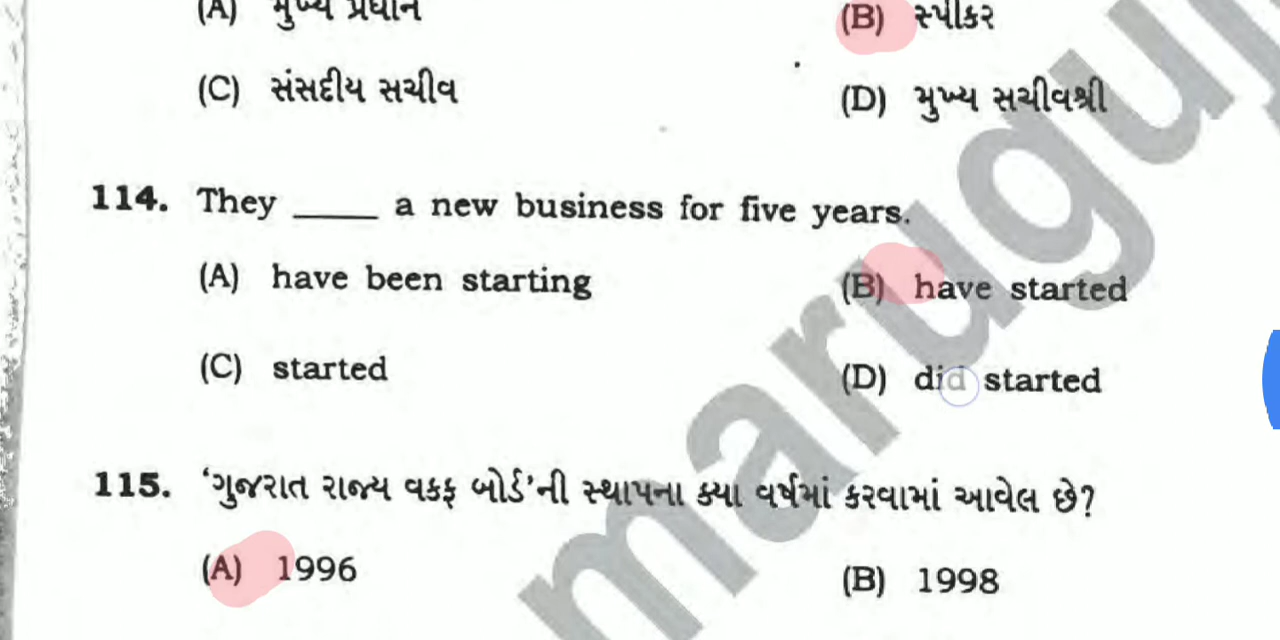 (A) મુખ્ય પ્રધાન (B) સ્પીકર
(C) સંસદીય સચીવ (D) મુખ્ય સચીવશ્રી
114. They ____ a new business for five years.
(A) have been starting (B) have started
(C) started (D) did started
115. ‘ગુજરાત રાજ્ય વકફ બોર્ડ’ની સ્થાપના ક્યા વર્ષમાં કરવામાં આવેલ છે?
(A) 1996 (B) 1998
maruguj